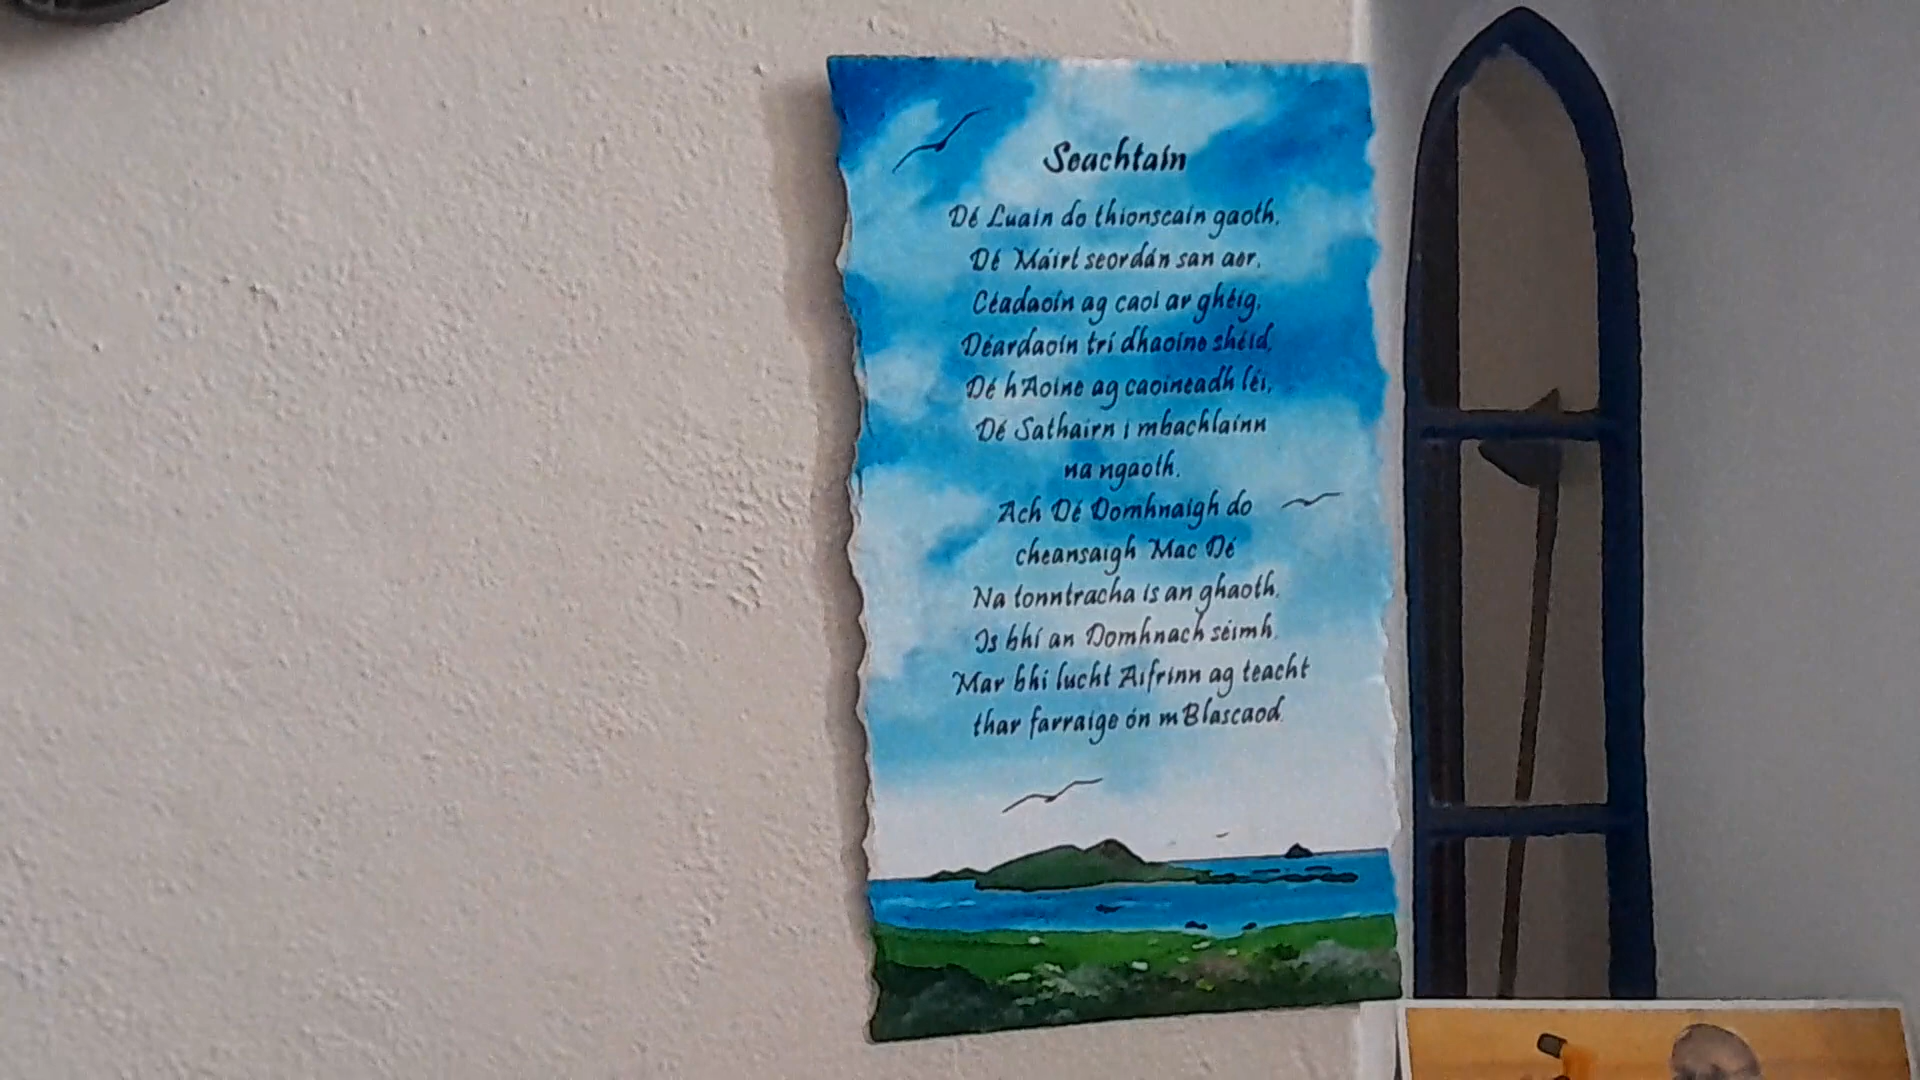 Seachtain
Dé Luain do thionscain gaoth,
Dé Máirt seordán san aer,
Céadaoin ag caoi ar ghéig,
Déardaoin trí dhaoine shéid,
Dé hAoine ag caoineadh léi,
Dé Sathairn i mbachlainn
na ngaoth.
Ach Dé Domhnaigh do
cheansaigh Mac Dé
Na tonntracha is an ghaoth,
Is bhí an Domhnach séimh,
Mar bhi lucht Aifrinn ag teacht
thar farraige ón mBlascaod.